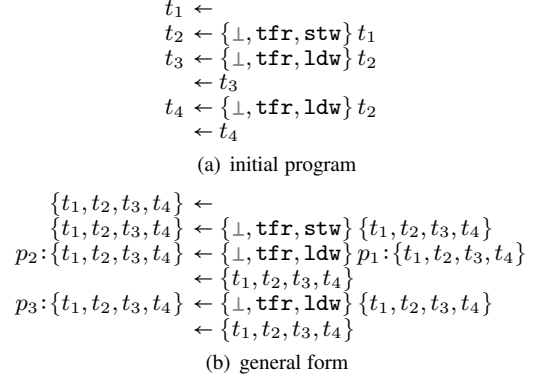 t₁ ←
t₂ ← {⊥, tfr, stw} t₁
t₃ ← {⊥, tfr, ldw} t₂
← t₃
t₄ ← {⊥, tfr, ldw} t₂
← t₄
(a) initial program
{t₁, t₂, t₃, t₄} ←
{t₁, t₂, t₃, t₄} ← {⊥, tfr, stw} {t₁, t₂, t₃, t₄}
p₂:{t₁, t₂, t₃, t₄} ← {⊥, tfr, ldw} p₁:{t₁, t₂, t₃, t₄}
← {t₁, t₂, t₃, t₄}
p₃:{t₁, t₂, t₃, t₄} ← {⊥, tfr, ldw} {t₁, t₂, t₃, t₄}
← {t₁, t₂, t₃, t₄}
(b) general form